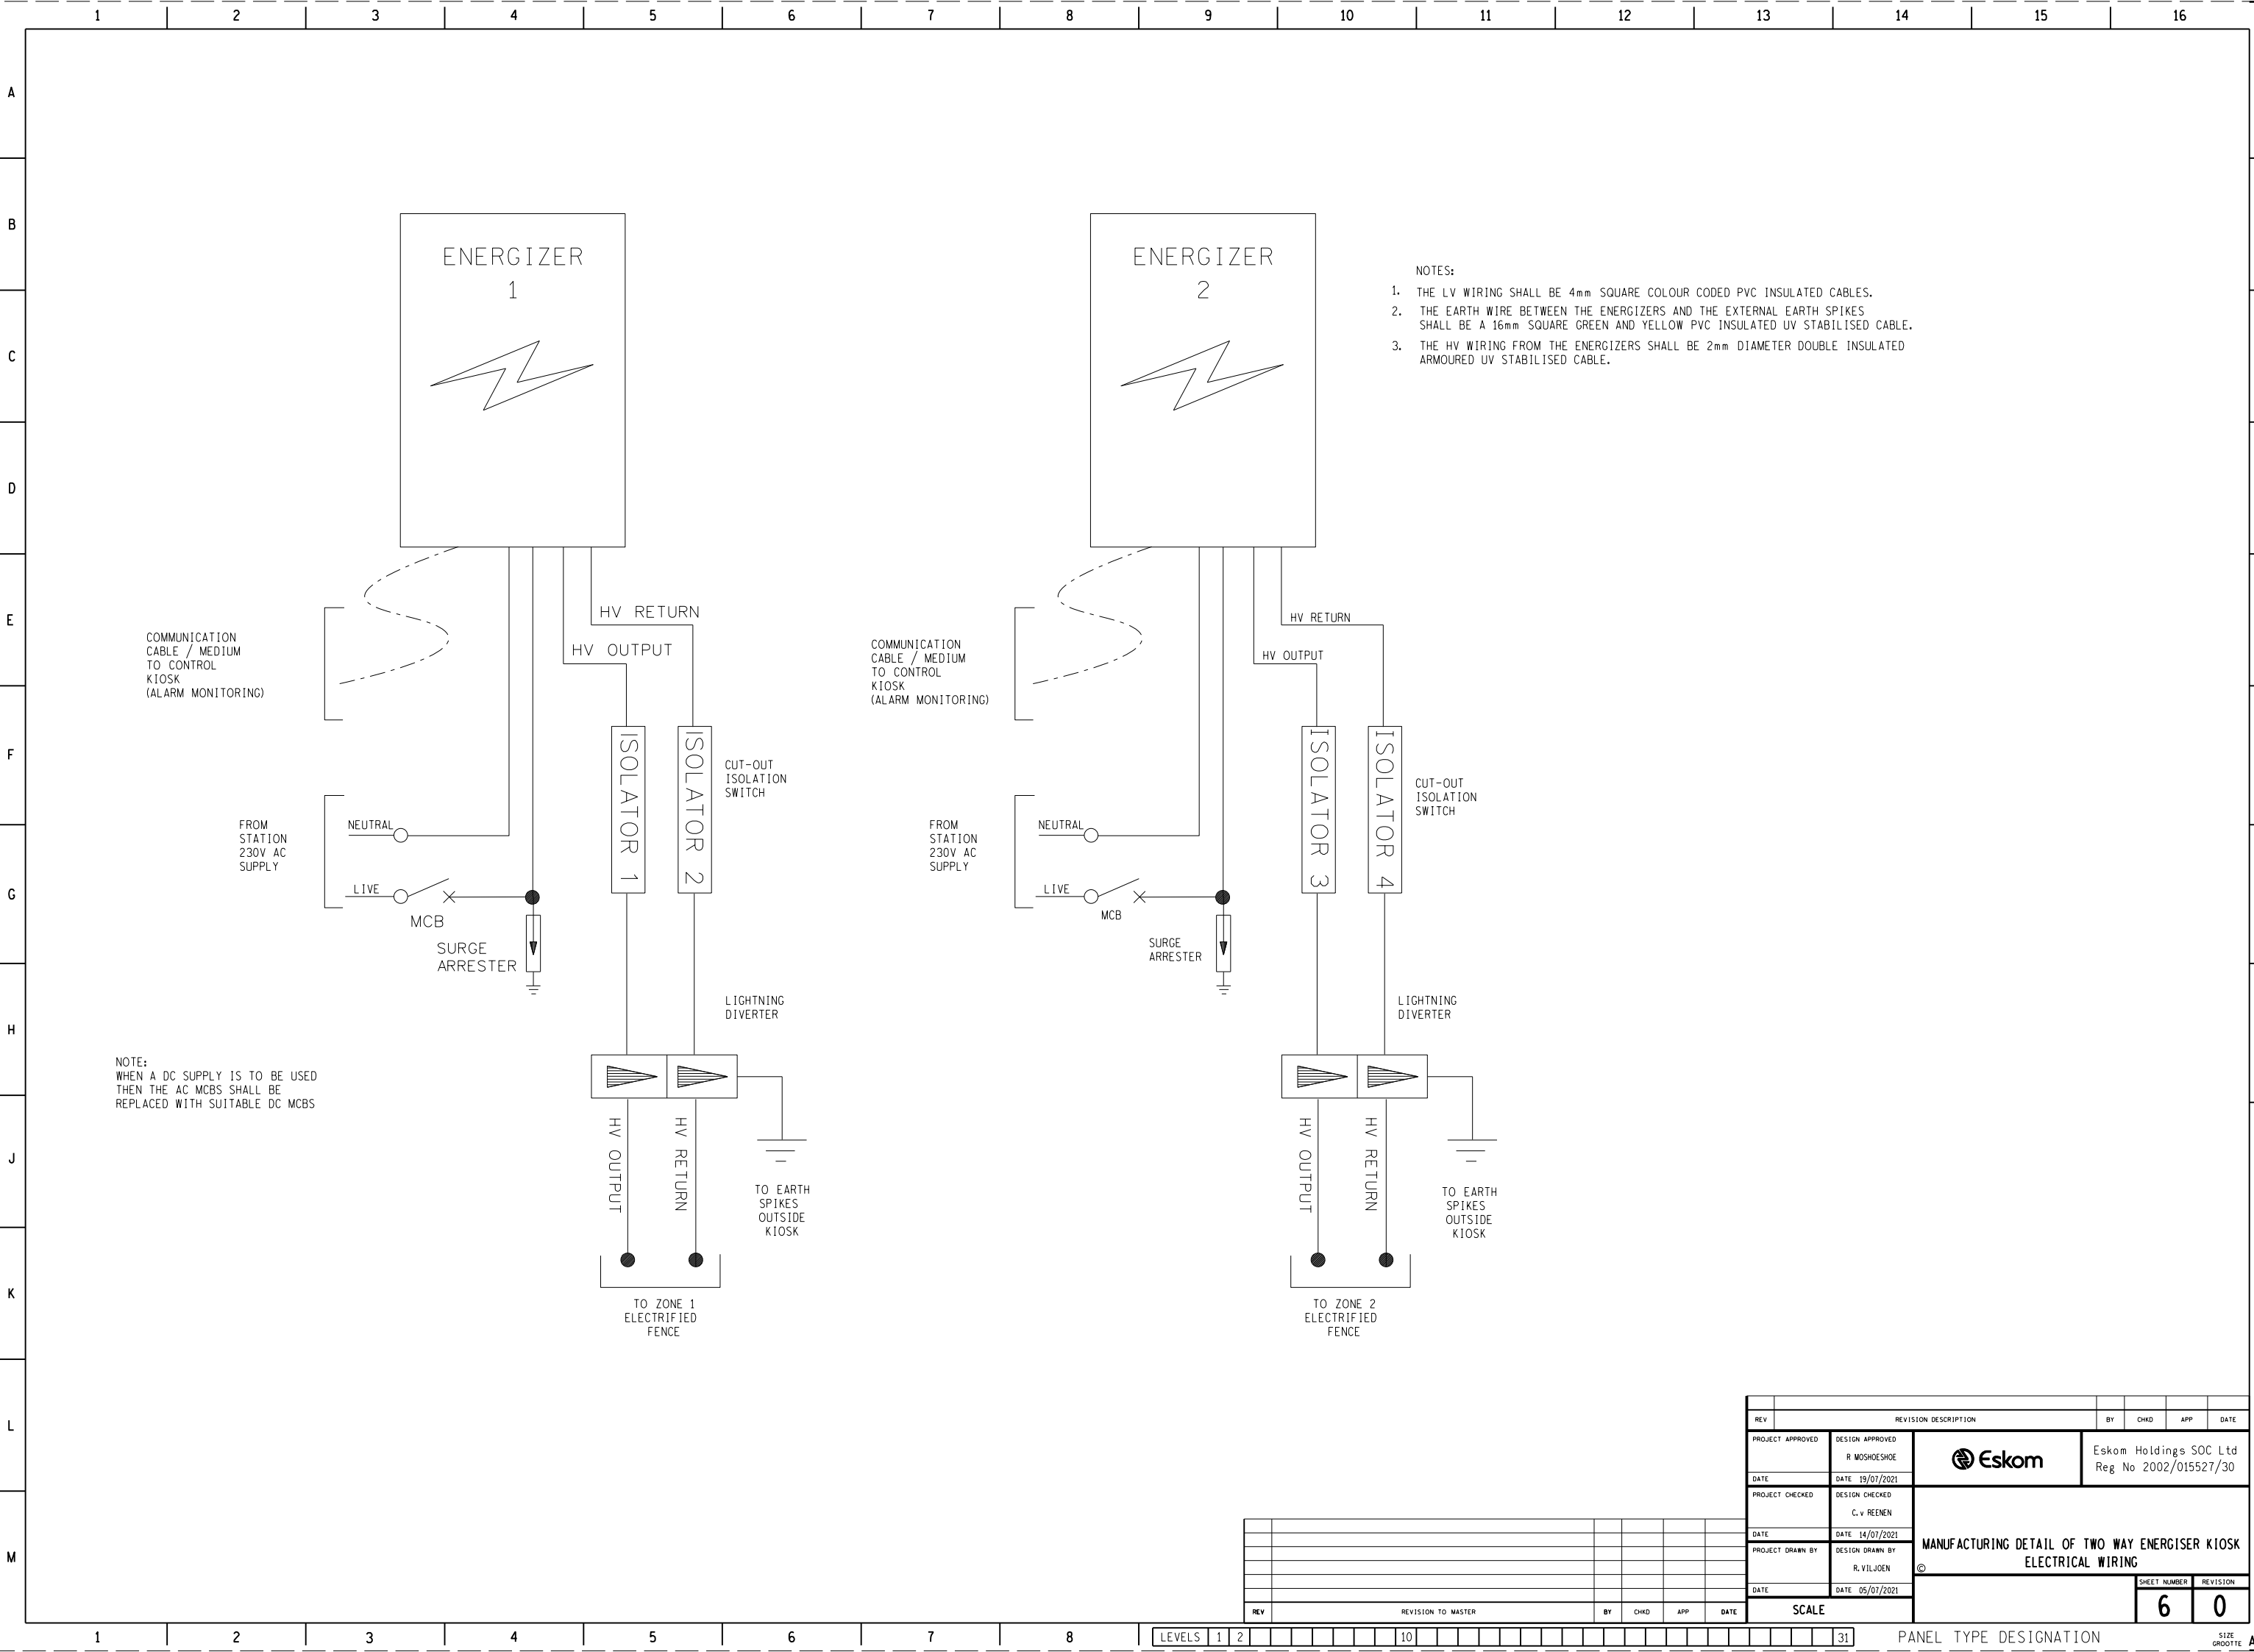 1 2 3 4 5 6 7 8 9 10 11 12 13 14 15 16
A
B
C
D
E
F
G
H
J
K
L
M
ENERGIZER
1
COMMUNICATION
CABLE / MEDIUM
TO CONTROL
KIOSK
(ALARM MONITORING)
HV RETURN
HV OUTPUT
FROM
STATION
230V AC
SUPPLY
NEUTRAL
LIVE
MCB
SURGE
ARRESTER
ISOLATOR 1
ISOLATOR 2
CUT-OUT
ISOLATION
SWITCH
LIGHTNING
DIVERTER
HV OUTPUT
HV RETURN
TO EARTH
SPIKES
OUTSIDE
KIOSK
TO ZONE 1
ELECTRIFIED
FENCE
NOTE:
WHEN A DC SUPPLY IS TO BE USED
THEN THE AC MCBS SHALL BE
REPLACED WITH SUITABLE DC MCBS
ENERGIZER
2
COMMUNICATION
CABLE / MEDIUM
TO CONTROL
KIOSK
(ALARM MONITORING)
HV RETURN
HV OUTPUT
FROM
STATION
230V AC
SUPPLY
NEUTRAL
LIVE
MCB
SURGE
ARRESTER
ISOLATOR 3
ISOLATOR 4
CUT-OUT
ISOLATION
SWITCH
LIGHTNING
DIVERTER
HV OUTPUT
HV RETURN
TO EARTH
SPIKES
OUTSIDE
KIOSK
TO ZONE 2
ELECTRIFIED
FENCE
NOTES:
1. THE LV WIRING SHALL BE 4mm SQUARE COLOUR CODED PVC INSULATED CABLES.
2. THE EARTH WIRE BETWEEN THE ENERGIZERS AND THE EXTERNAL EARTH SPIKES
SHALL BE A 16mm SQUARE GREEN AND YELLOW PVC INSULATED UV STABILISED CABLE.
3. THE HV WIRING FROM THE ENERGIZERS SHALL BE 2mm DIAMETER DOUBLE INSULATED
ARMOURED UV STABILISED CABLE.
REV REVISION DESCRIPTION BY CHKD APP DATE
PROJECT APPROVED
DATE
DESIGN APPROVED
R MOSHOESHOE
DATE 19/07/2021
Eskom
Eskom Holdings SOC Ltd
Reg No 2002/015527/30
PROJECT CHECKED
DATE
DESIGN CHECKED
C.v REENEN
DATE 14/07/2021
PROJECT DRAWN BY
DATE
DESIGN DRAWN BY
R.VILJOEN
DATE 05/07/2021
MANUFACTURING DETAIL OF TWO WAY ENERGISER KIOSK
ELECTRICAL WIRING
©
SCALE
SHEET NUMBER
6
REVISION
0
REV REVISION TO MASTER BY CHKD APP DATE
1 2 3 4 5 6 7 8
LEVELS 1 2 10 31
PANEL TYPE DESIGNATION
SIZE
GROOTTE A